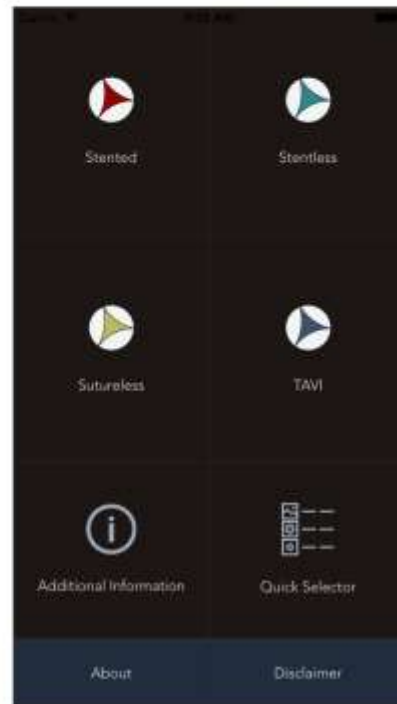 Stented
Stentless
Sutureless
TAVI
Additional Information
Quick Selector
About
Disclaimer